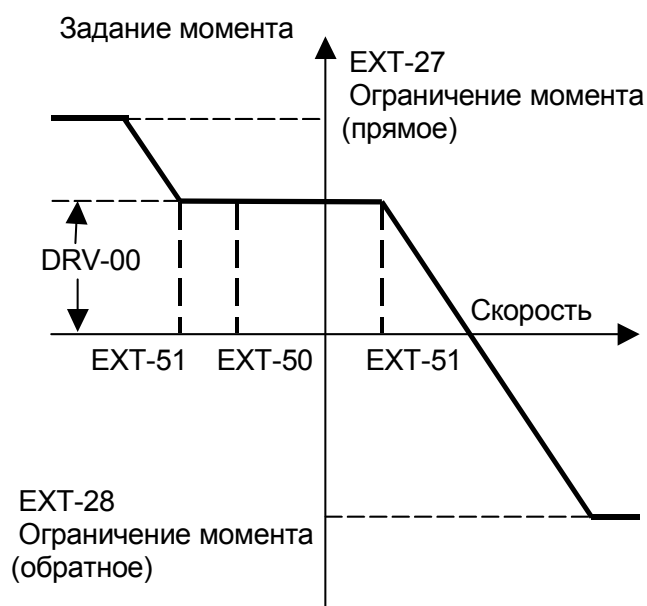 Задание момента
EXT-27
Ограничение момента
(прямое)
DRV-00
Скорость
EXT-51
EXT-50
EXT-51
EXT-28
Ограничение момента
(обратное)